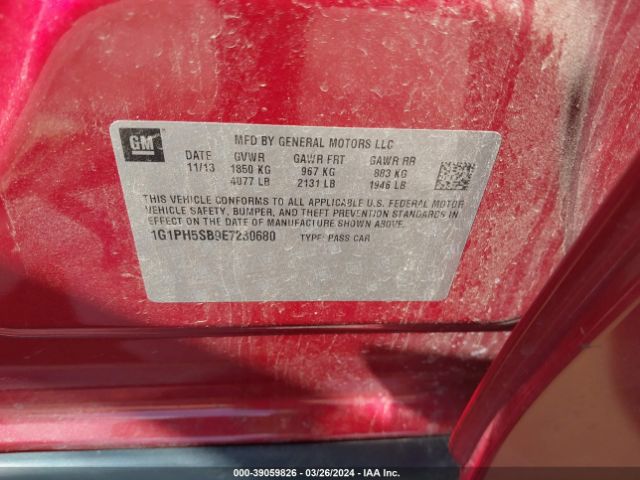 GM
MFD BY GENERAL MOTORS LLC
DATE GVWR GAWR FRT GAWR RR
11/13 1850 KG 967 KG 883 KG
4077 LB 2131 LB 1946 LB
THIS VEHICLE CONFORMS TO ALL APPLICABLE U.S. FEDERAL MOTOR
VEHICLE SAFETY, BUMPER, AND THEFT PREVENTION STANDARDS IN
EFFECT ON THE DATE OF MANUFACTURE SHOWN ABOVE.
1G1PH5SB9E7230680 TYPE: PASS CAR
000-39059826 - 03/26/2024 - IAA Inc.